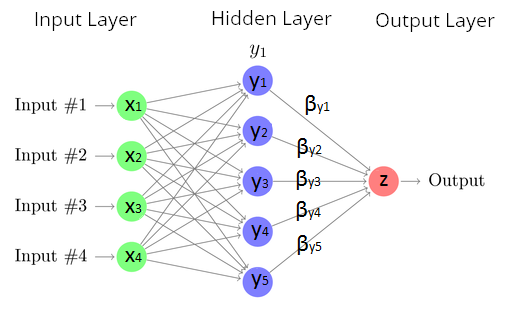 Input Layer
Hidden Layer
Output Layer
y1
Input #1
x1
y1
βy1
Input #2
x2
y2
βy2
Input #3
x3
y3
βy3
z
Output
Input #4
x4
y4
βy4
y5
βy5